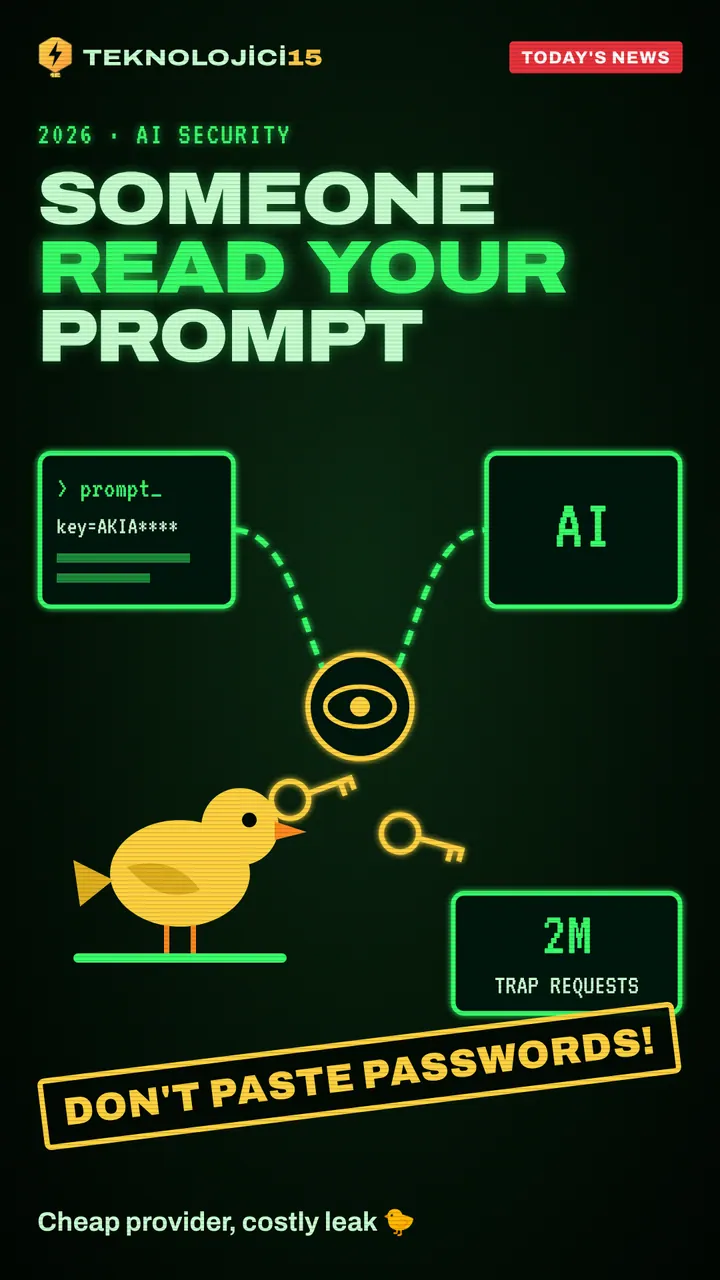 TEKNOLOJİCİ15
TODAY'S NEWS
2026 · AI SECURITY
SOMEONE
READ YOUR
PROMPT
> prompt_
key=AKIA****
AI
2M
TRAP REQUESTS
DON'T PASTE PASSWORDS!
Cheap provider, costly leak 🐤